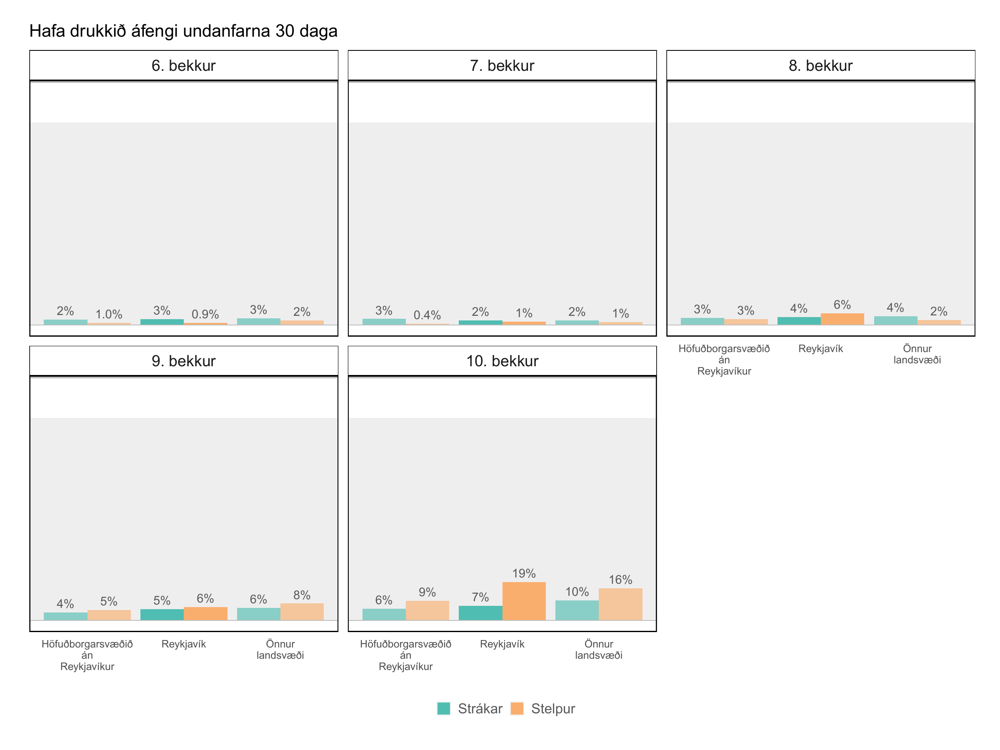 Hafa drukkið áfengi undanfarna 30 daga
6. bekkur
2% 1.0% 3% 0.9% 3% 2%
7. bekkur
3% 0.4% 2% 1% 2% 1%
8. bekkur
3% 3% 4% 6% 4% 2%
Höfuðborgarsvæðið
án
Reykjavíkur
Reykjavík
Önnur
landsvæði
9. bekkur
4% 5% 5% 6% 6% 8%
Höfuðborgarsvæðið
án
Reykjavíkur
Reykjavík
Önnur
landsvæði
10. bekkur
6% 9% 7% 19% 10% 16%
Höfuðborgarsvæðið
án
Reykjavíkur
Reykjavík
Önnur
landsvæði
Strákar Stelpur